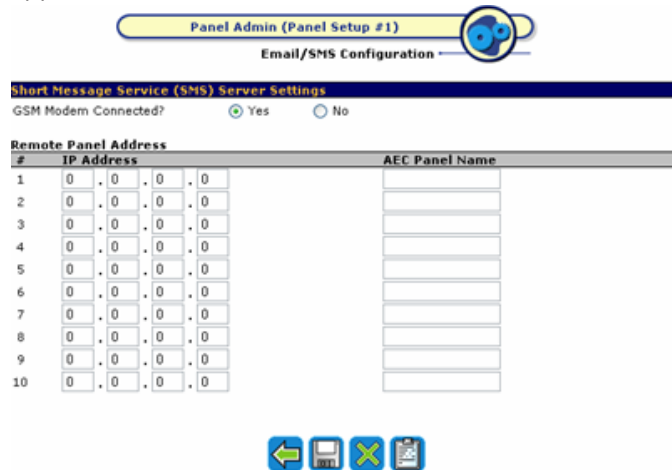 Panel Admin (Panel Setup #1)
Email/SMS Configuration
Short Message Service (SMS) Server Settings
GSM Modem Connected? Yes No
Remote Panel Address
# IP Address AEC Panel Name
1 0 . 0 . 0 . 0
2 0 . 0 . 0 . 0
3 0 . 0 . 0 . 0
4 0 . 0 . 0 . 0
5 0 . 0 . 0 . 0
6 0 . 0 . 0 . 0
7 0 . 0 . 0 . 0
8 0 . 0 . 0 . 0
9 0 . 0 . 0 . 0
10 0 . 0 . 0 . 0